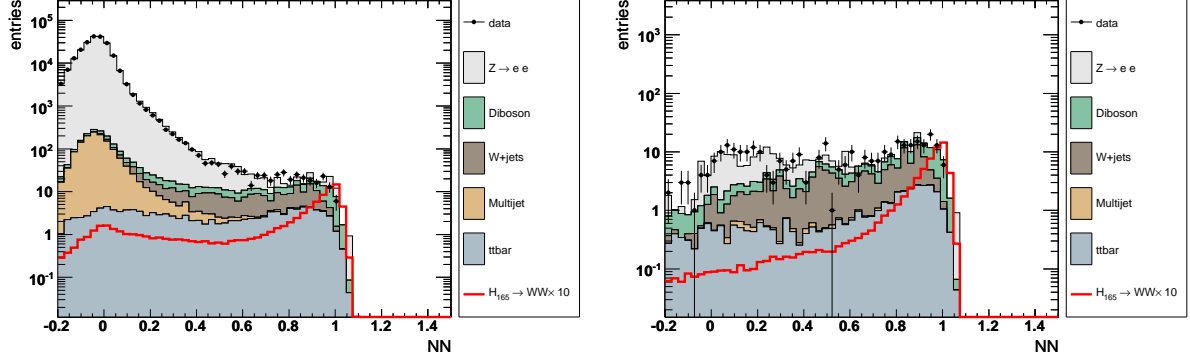 entries
10^5
10^4
10^3
10^2
10
1
10^-1
-0.2 0 0.2 0.4 0.6 0.8 1 1.2 1.4
NN
data
Z → e e
Diboson
W+jets
Multijet
ttbar
H_165 → WW× 10
entries
10^3
10^2
10
1
10^-1
-0.2 0 0.2 0.4 0.6 0.8 1 1.2 1.4
NN
data
Z → e e
Diboson
W+jets
Multijet
ttbar
H_165 → WW× 10